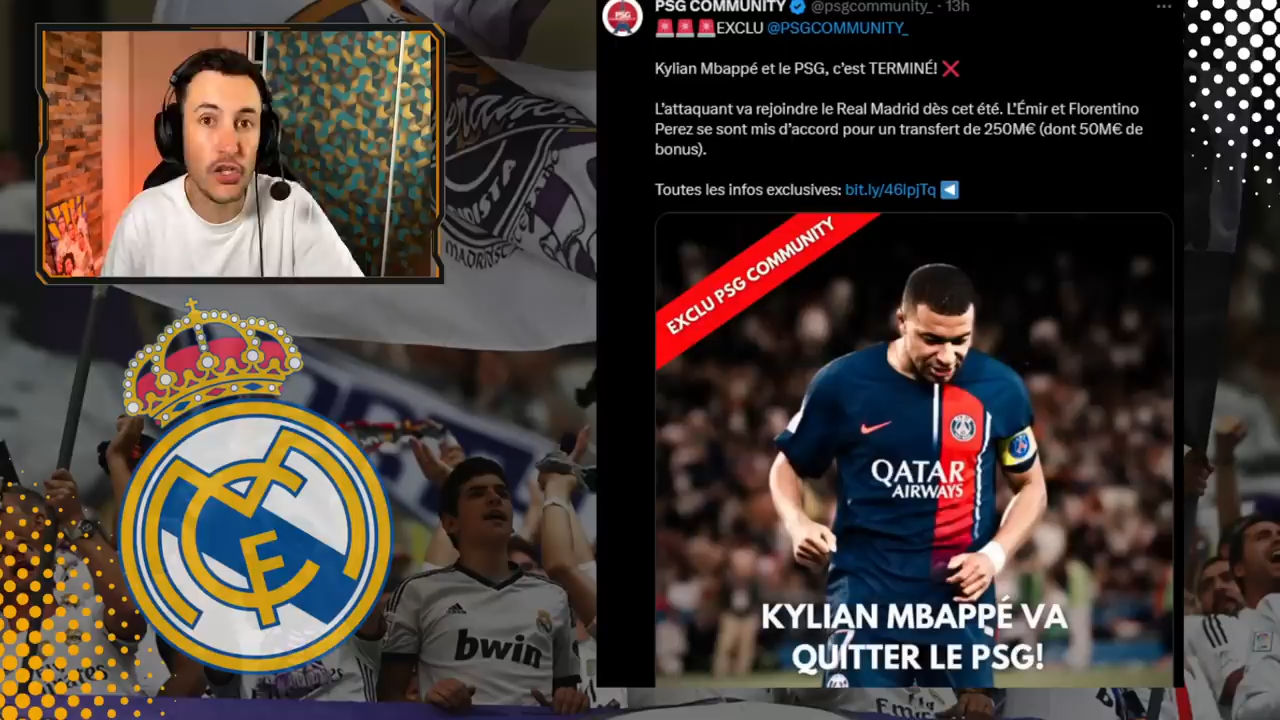 PSG COMMUNITY @psgcommunity_ · 13h
🚨🚨🚨EXCLU @PSGCOMMUNITY_
Kylian Mbappé et le PSG, c’est TERMINÉ! ❌
L’attaquant va rejoindre le Real Madrid dès cet été. L’Émir et Florentino
Perez se sont mis d’accord pour un transfert de 250M€ (dont 50M€ de
bonus).
Toutes les infos exclusives: bit.ly/46lpjTq ◀
EXCLU PSG COMMUNITY
QATAR
AIRWAYS
KYLIAN MBAPPÉ VA
QUITTER LE PSG!
bwin